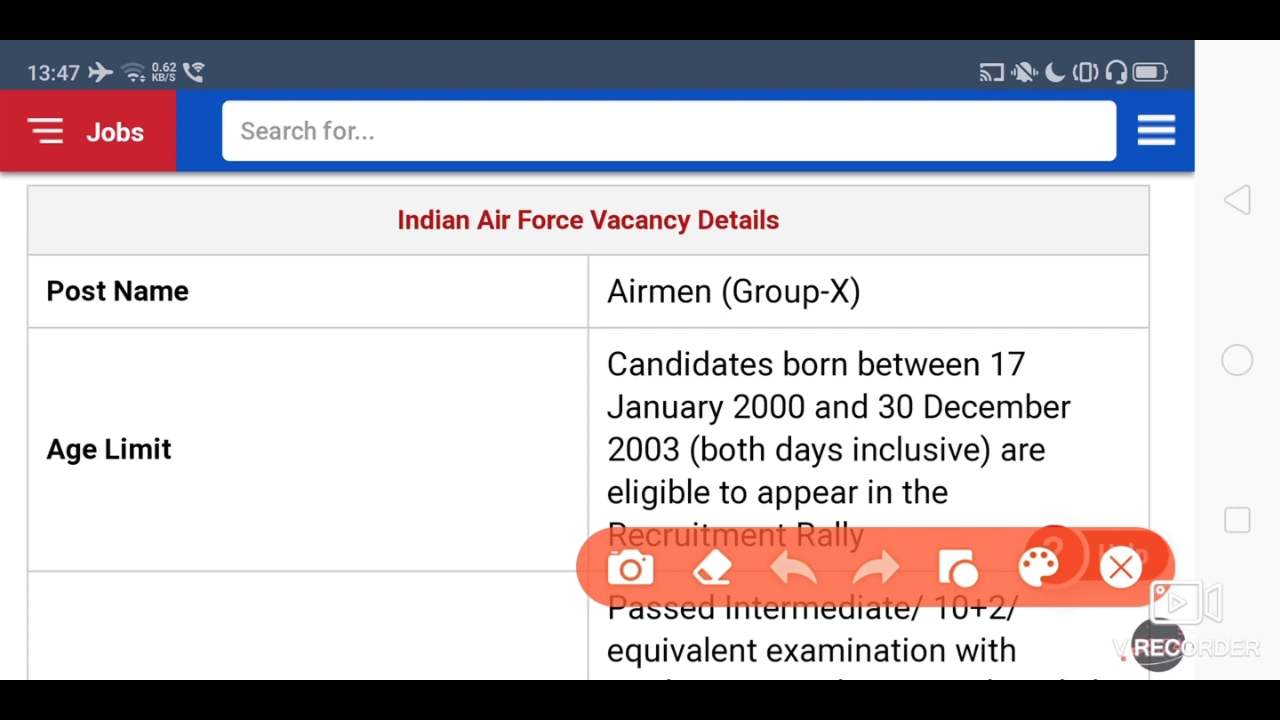 13:47 0.62 KB/S
Jobs Search for...
Indian Air Force Vacancy Details
Post Name Airmen (Group-X)
Candidates born between 17
January 2000 and 30 December
Age Limit 2003 (both days inclusive) are
eligible to appear in the
Recruitment Rally
? Help
Passed Intermediate/ 10+2/
equivalent examination with
V RECORDER